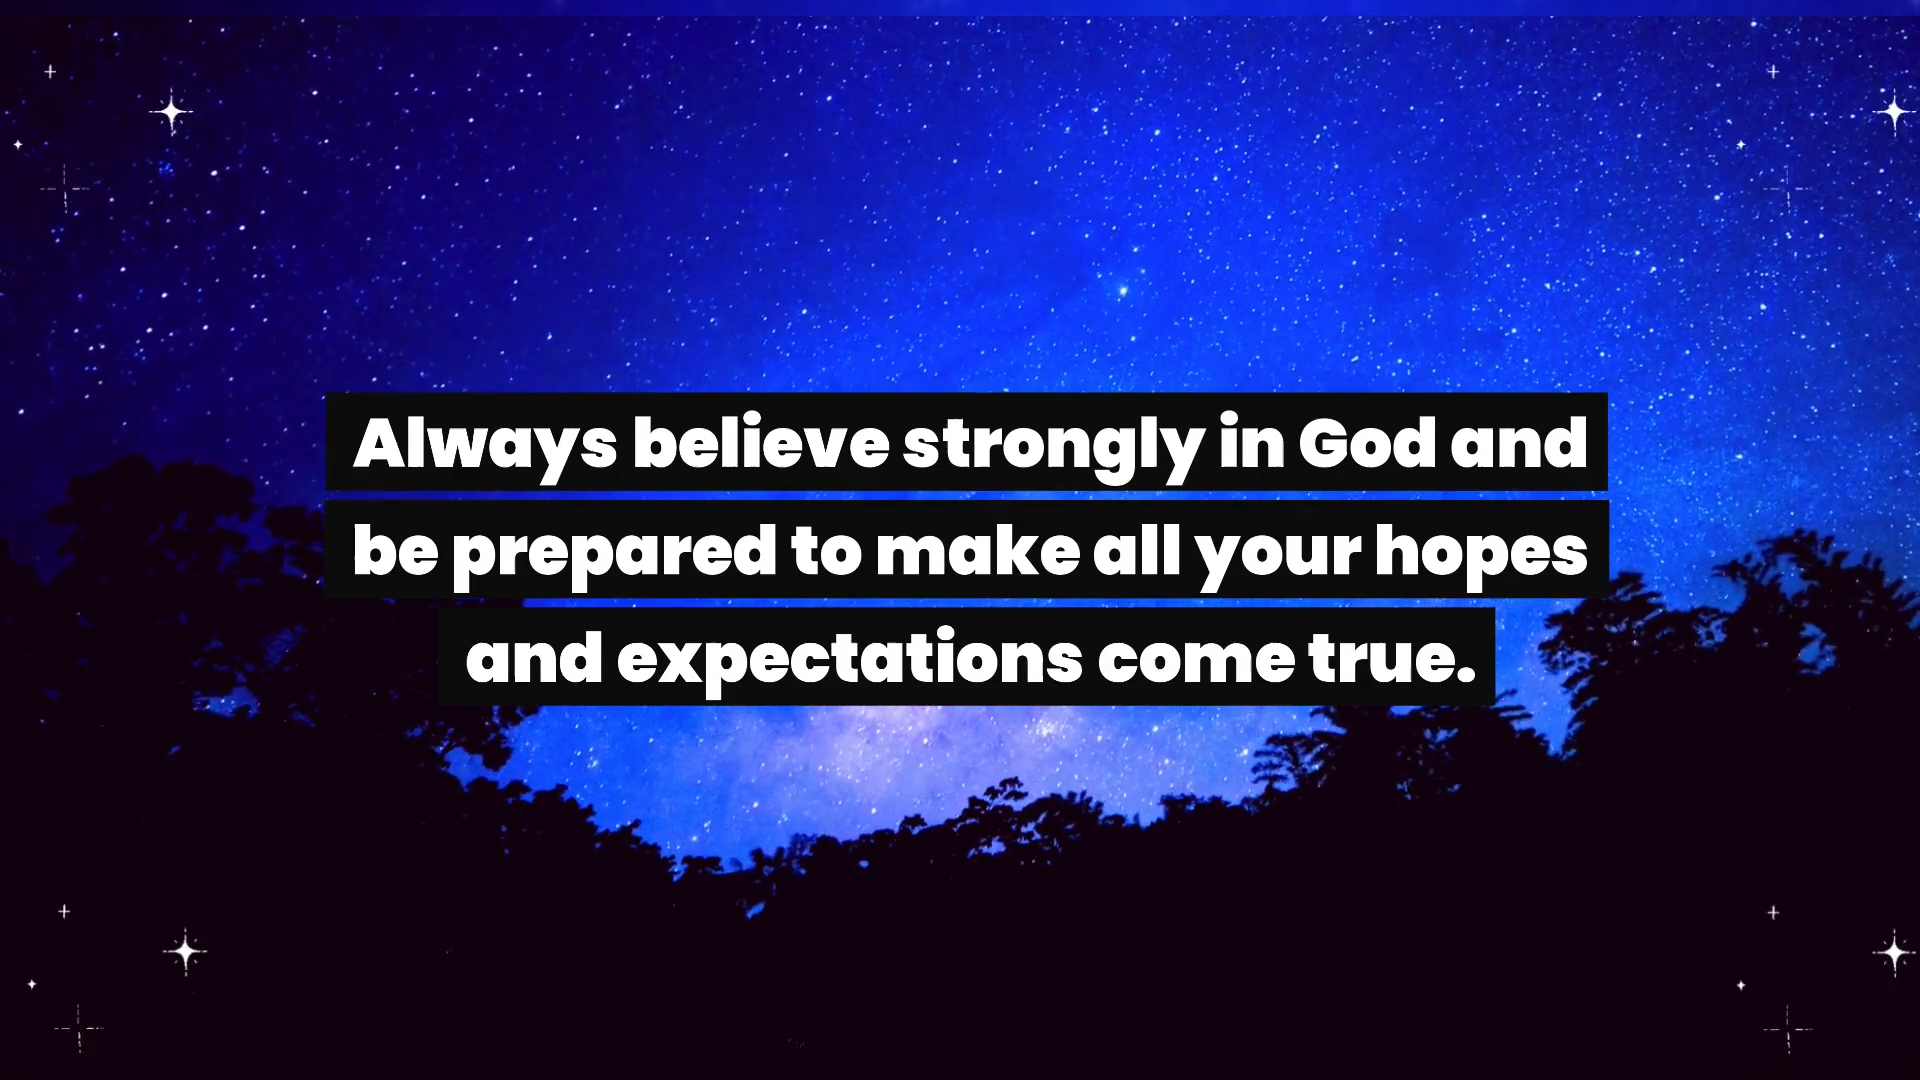 Always believe strongly in God and
be prepared to make all your hopes
and expectations come true.